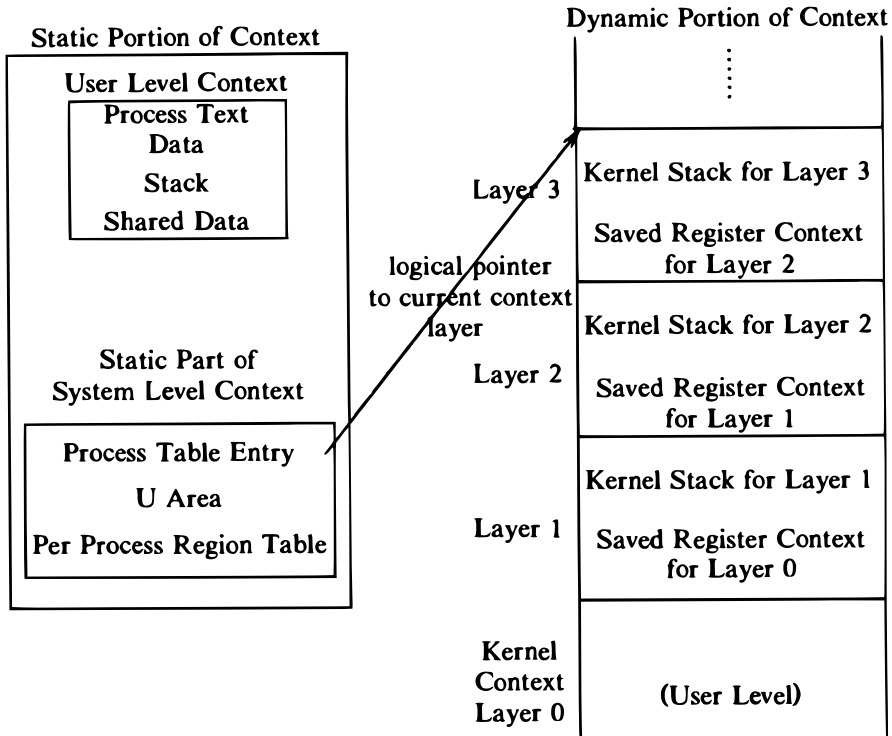 Static Portion of Context
User Level Context
Process Text
Data
Stack
Shared Data
Static Part of
System Level Context
Process Table Entry
U Area
Per Process Region Table
logical pointer
to current context
layer
Dynamic Portion of Context
Layer 3
Kernel Stack for Layer 3
Saved Register Context
for Layer 2
Layer 2
Kernel Stack for Layer 2
Saved Register Context
for Layer 1
Layer 1
Kernel Stack for Layer 1
Saved Register Context
for Layer 0
Kernel
Context
Layer 0
(User Level)